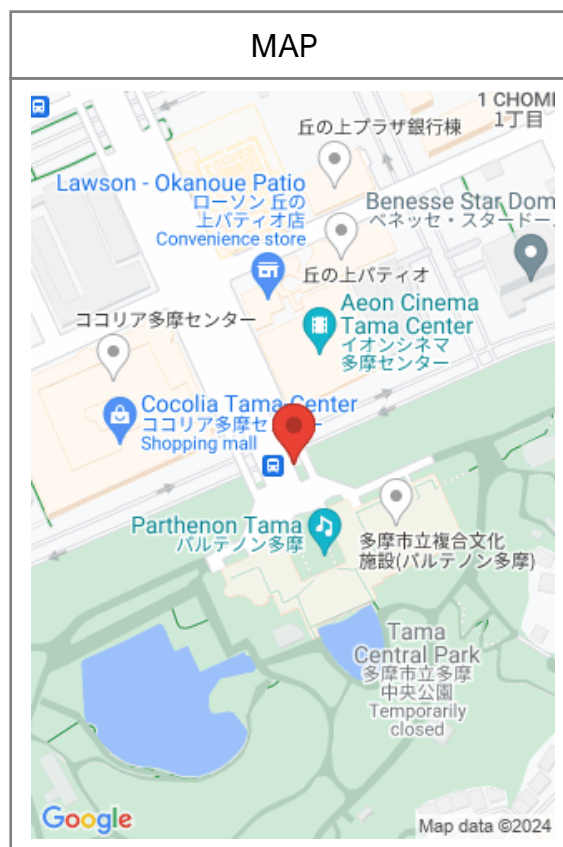 MAP
1 CHOM
1丁目
丘の上プラザ銀行棟
Lawson - Okanoue Patio
ローソン 丘の
上パティオ店
Convenience store
Benesse Star Dom
ベネッセ・スタードー
丘の上パティオ
Aeon Cinema
Tama Center
イオンシネマ
多摩センター
ココリア多摩センター
Cocolia Tama Center
ココリア多摩セ ター
Shopping mall
Parthenon Tama
パルテノン多摩
多摩市立複合文化
施設(パルテノン多摩)
Tama
Central Park
多摩市立多摩
中央公園
Temporarily
closed
Google
Map data ©2024